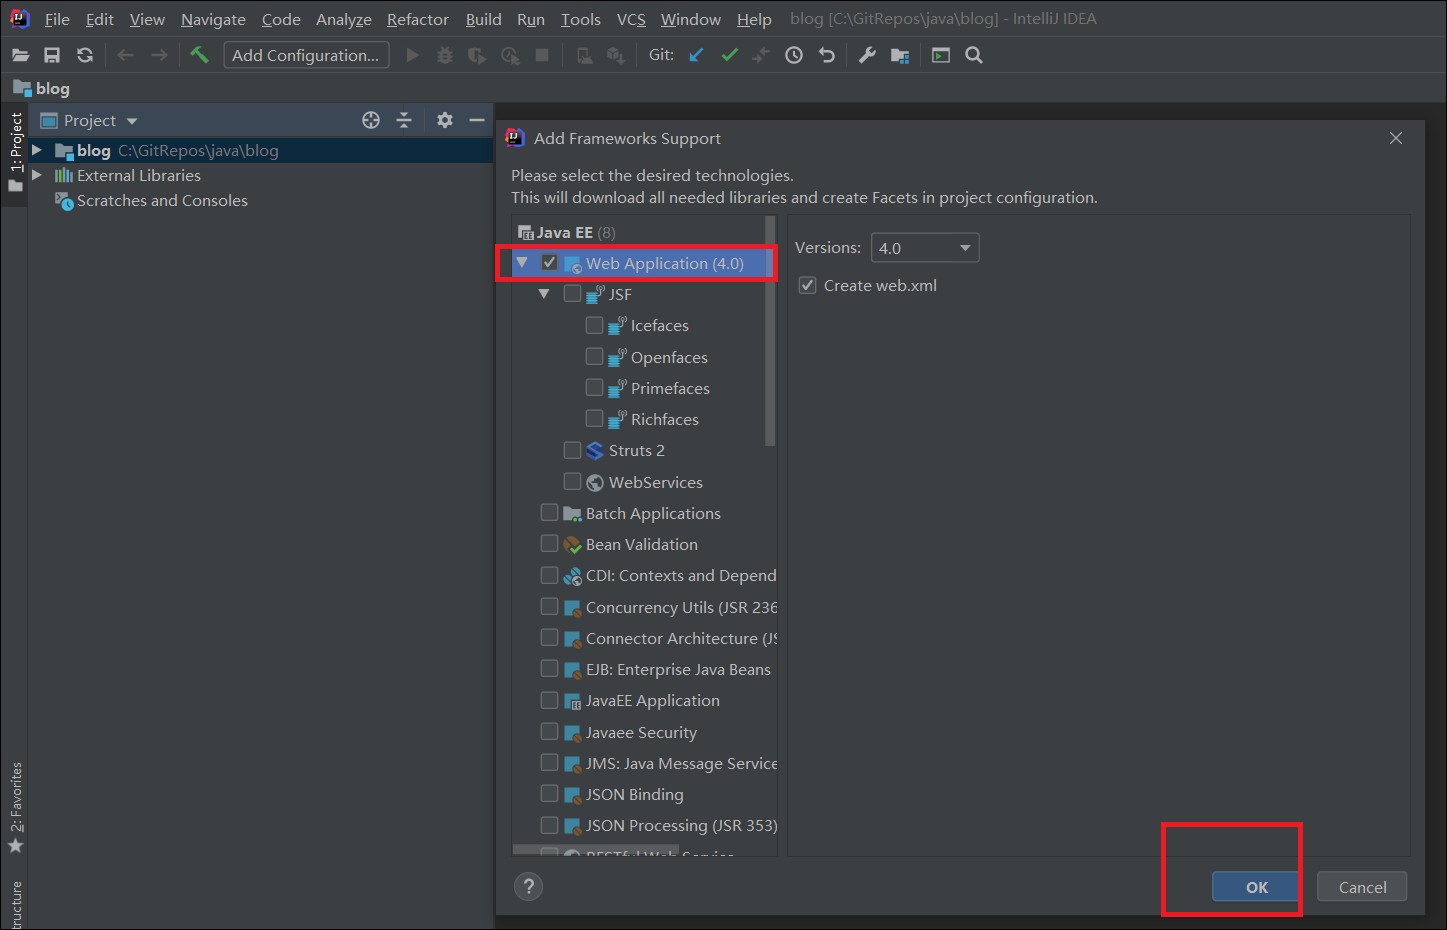 File Edit View Navigate Code Analyze Refactor Build Run Tools VCS Window Help blog [C:\GitRepos\java\blog] - IntelliJ IDEA
Add Configuration... Git:
blog
Project
1: Project
blog C:\GitRepos\java\blog
External Libraries
Scratches and Consoles
2: Favorites
Add Frameworks Support
Please select the desired technologies.
This will download all needed libraries and create Facets in project configuration.
Java EE (8)
Web Application (4.0)
JSF
Icefaces
Openfaces
Primefaces
Richfaces
Struts 2
WebServices
Batch Applications
Bean Validation
CDI: Contexts and Depend
Concurrency Utils (JSR 236
Connector Architecture (JS
EJB: Enterprise Java Beans
JavaEE Application
Javaee Security
JMS: Java Message Service
JSON Binding
JSON Processing (JSR 353)
RESTful Web Service
Versions: 4.0
Create web.xml
?
OK
Cancel